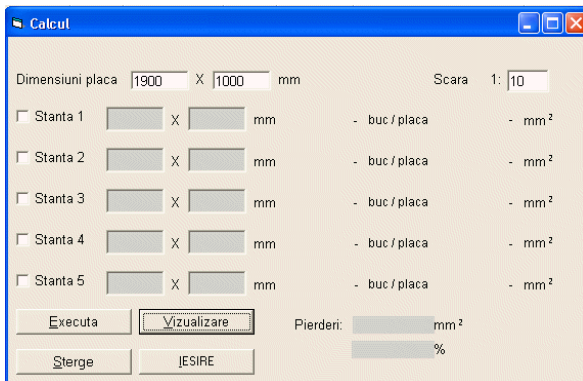 Calcul
Dimensiuni placa 1900 X 1000 mm Scara 1: 10
Stanta 1 X mm - buc / placa - mm²
Stanta 2 X mm - buc / placa - mm²
Stanta 3 X mm - buc / placa - mm²
Stanta 4 X mm - buc / placa - mm²
Stanta 5 X mm - buc / placa - mm²
Executa Vizualizare Pierderi: mm²
Sterge IESIRE %